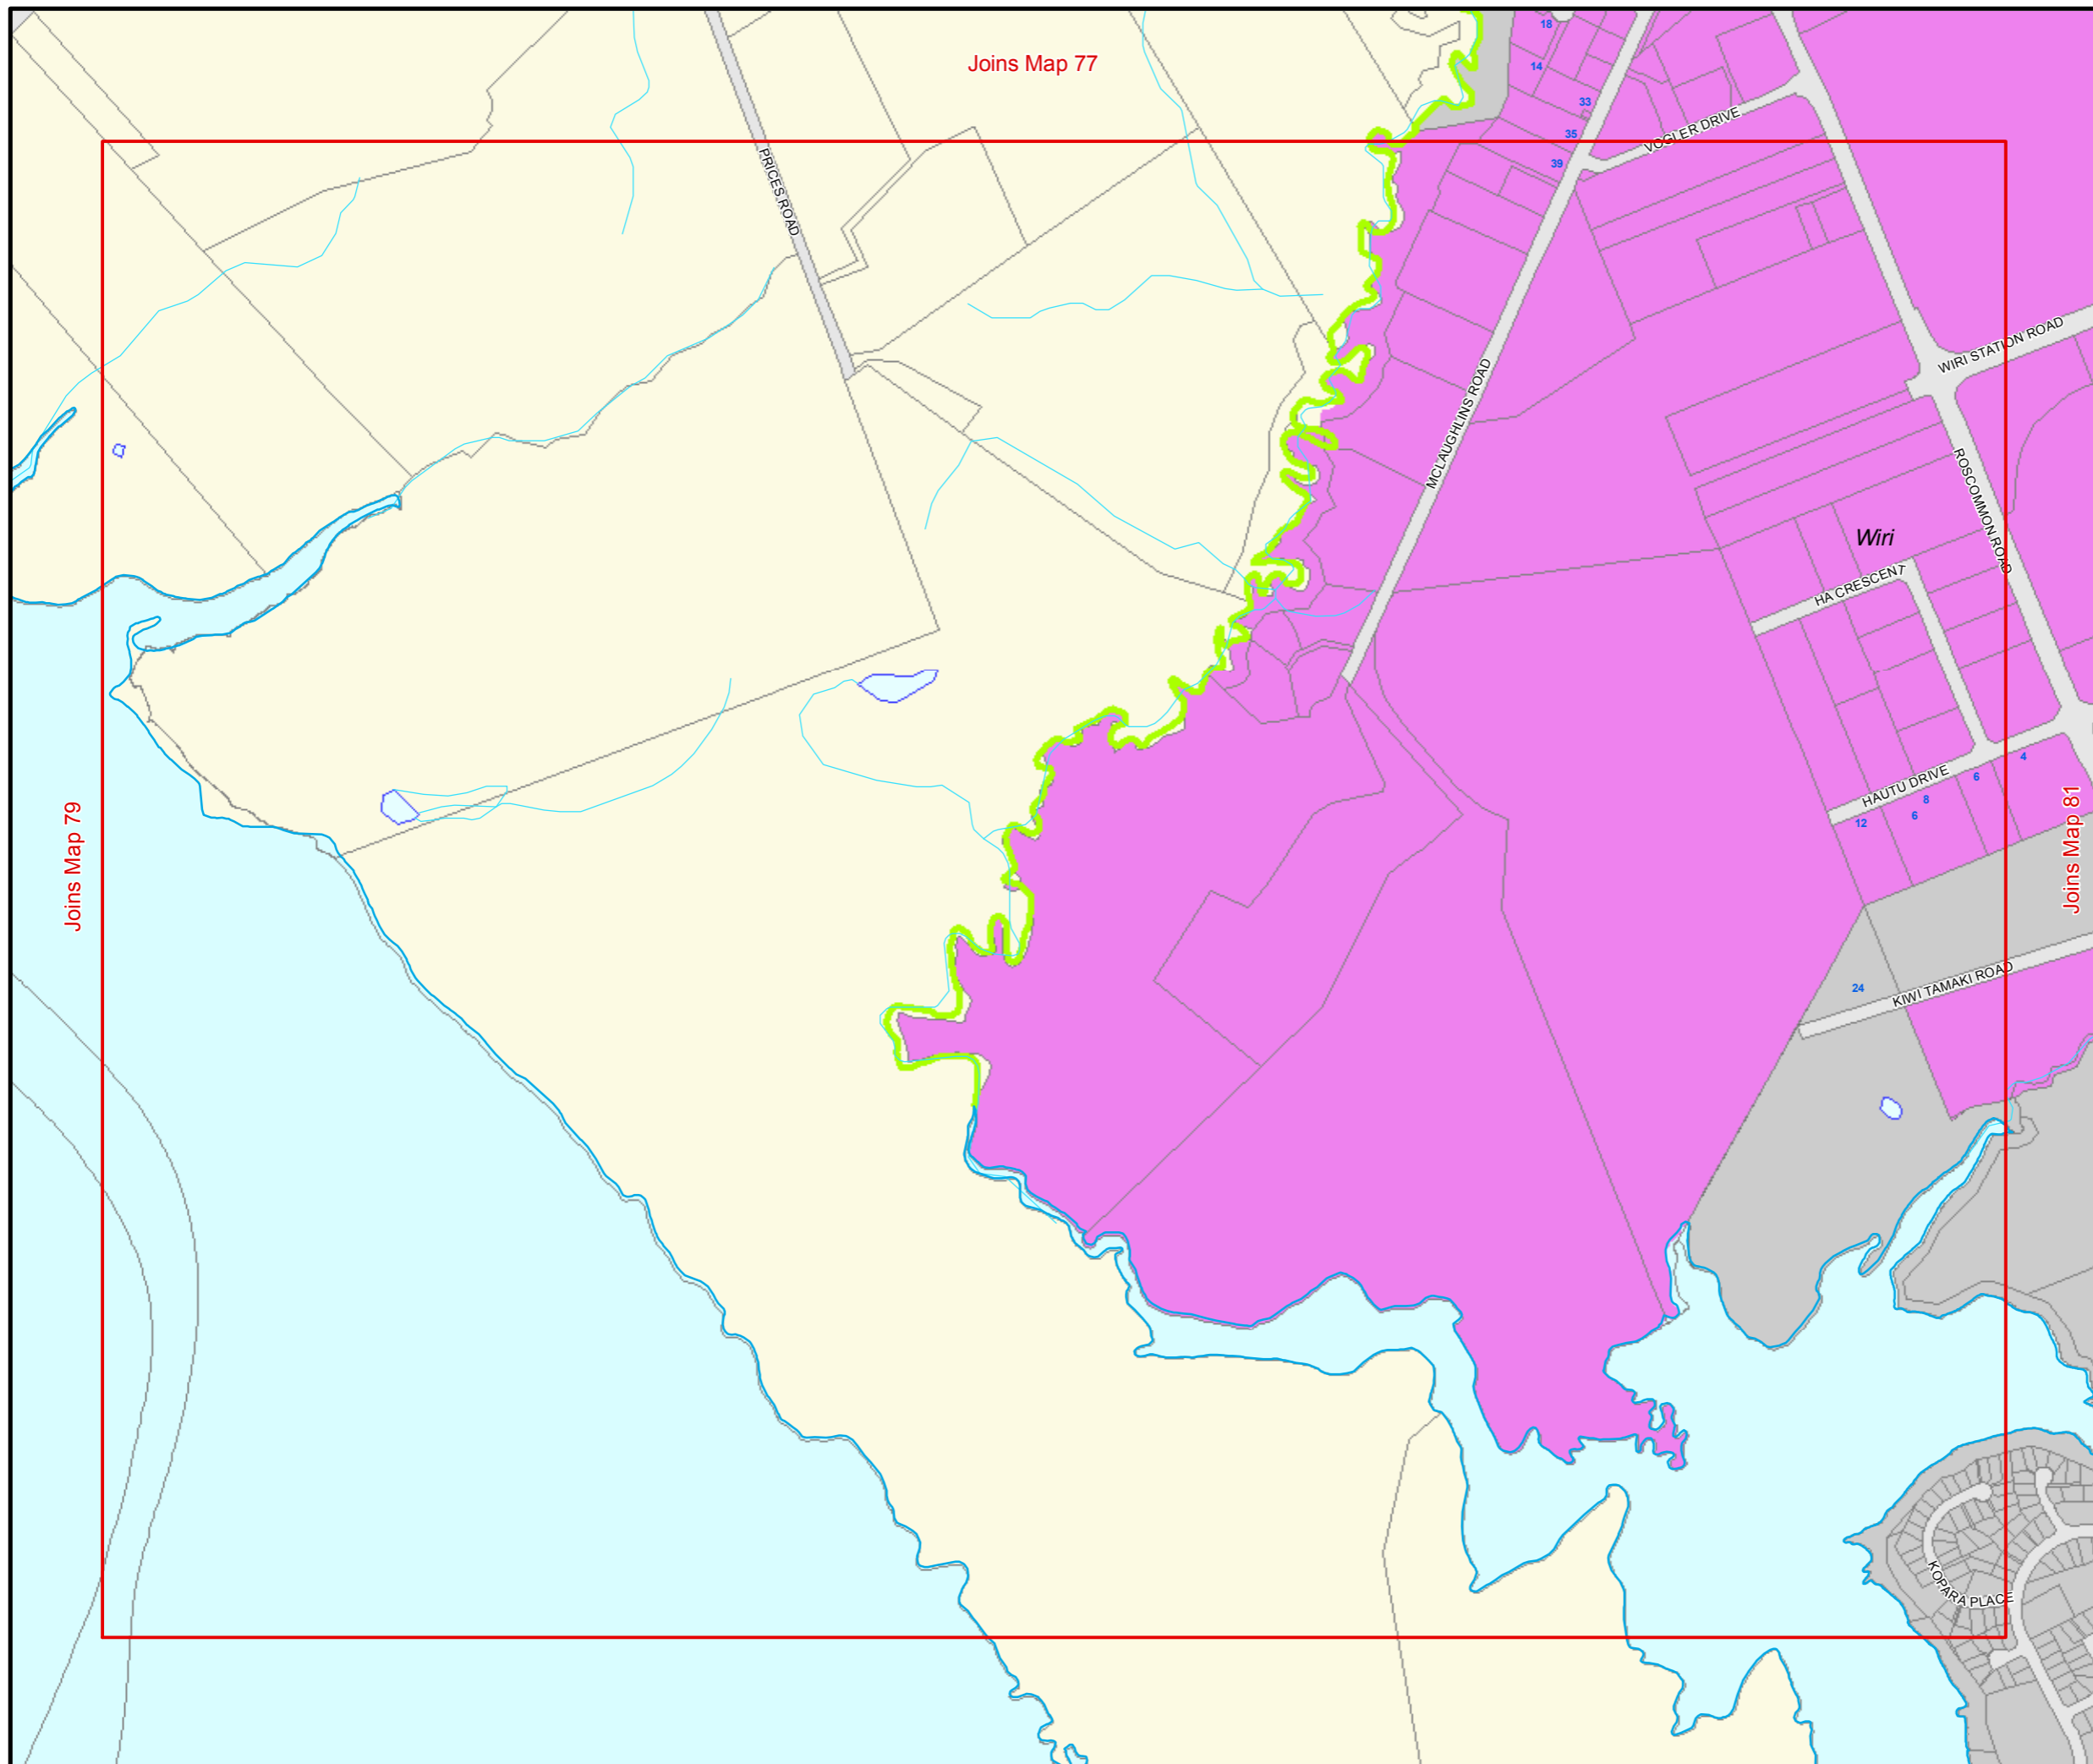 18
Joins Map 77
14
33
VOGLER DRIVE
35
39
PRICES ROAD
WIRI STATION ROAD
MCLAUGHLINS ROAD
ROSCOMMON ROAD
Wiri
HA CRESCENT
4
6
HAUTU DRIVE
8
6
12
Joins Map 79
Joins Map 81
KIWI TAMAKI ROAD
24
KOPARA PLACE